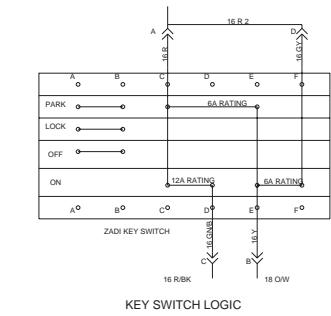 16 R 2
A D
16 R 16 GY
A B C D E F
PARK 6A RATING
LOCK
OFF
ON 12A RATING 6A RATING
A B C D E F
ZADI KEY SWITCH
16 GN/B 16 Y
C B
16 R/BK 18 O/W
KEY SWITCH LOGIC